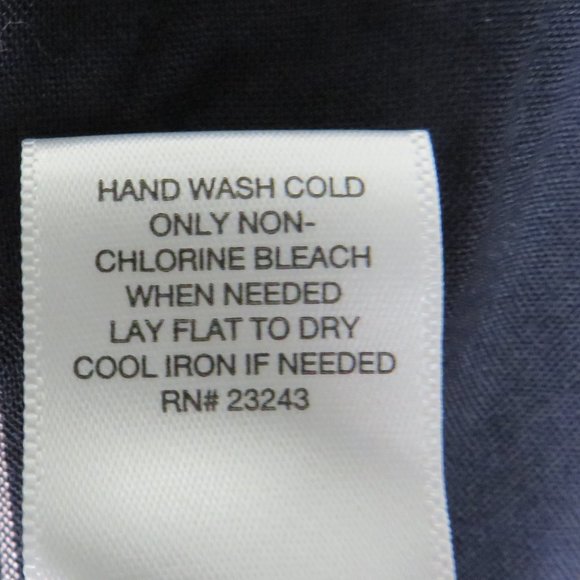 HAND WASH COLD
ONLY NON-
CHLORINE BLEACH
WHEN NEEDED
LAY FLAT TO DRY
COOL IRON IF NEEDED
RN# 23243